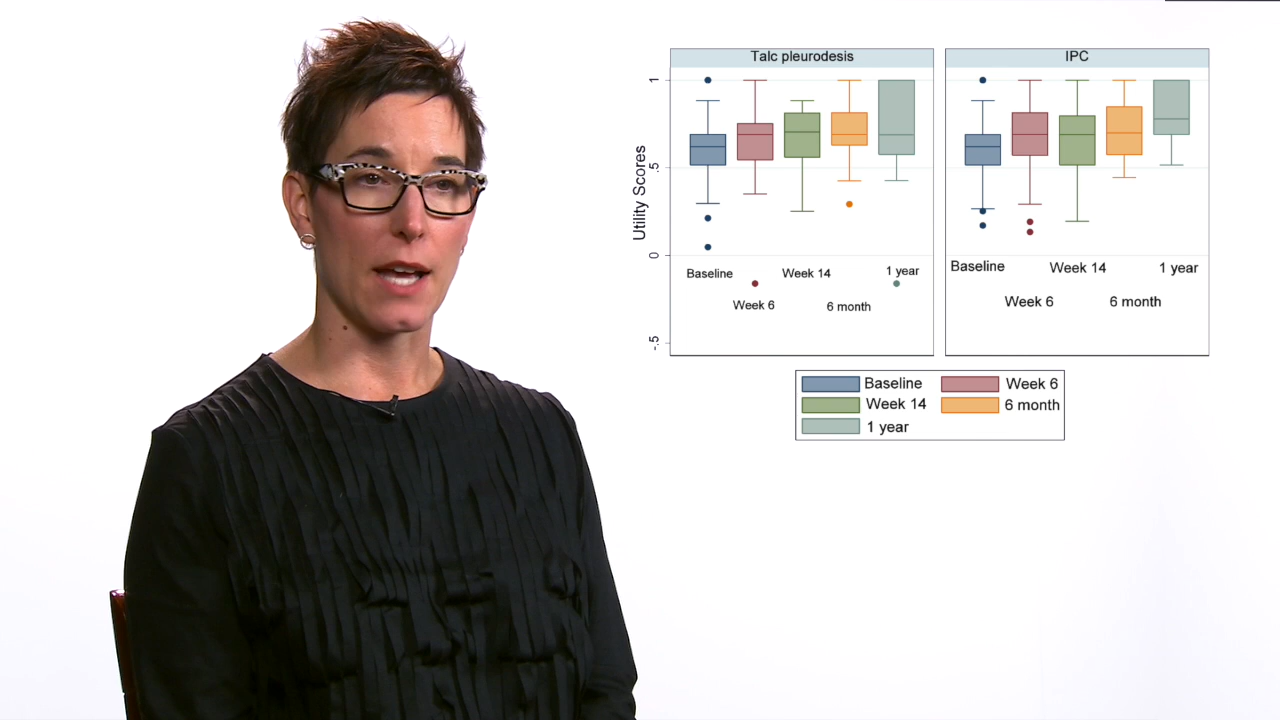 Talc pleurodesis
IPC
Utility Scores
1
.5
0
-.5
Baseline
Week 6
Week 14
6 month
1 year
Baseline
Week 6
Week 14
6 month
1 year
Baseline
Week 6
Week 14
6 month
1 year